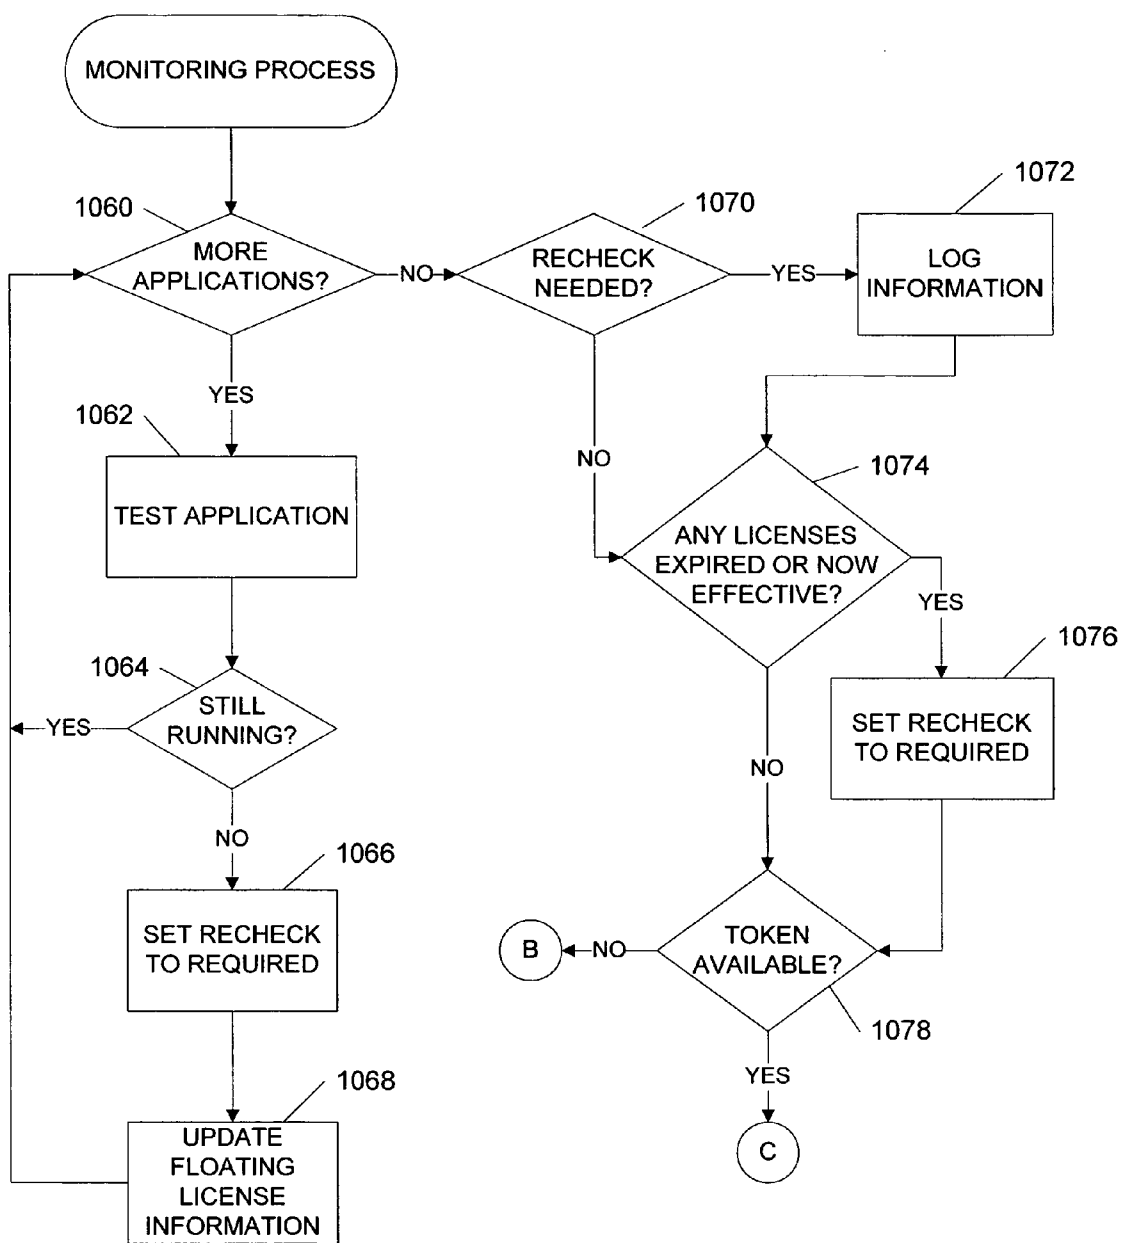 MONITORING PROCESS
1060
MORE
APPLICATIONS?
NO
1070
RECHECK
NEEDED?
YES
1072
LOG
INFORMATION
YES
1062
TEST APPLICATION
NO
1074
ANY LICENSES
EXPIRED OR NOW
EFFECTIVE?
YES
1064
STILL
RUNNING?
YES
1076
SET RECHECK
TO REQUIRED
NO
NO
1066
SET RECHECK
TO REQUIRED
TOKEN
AVAILABLE?
NO
B
1078
YES
C
1068
UPDATE
FLOATING
LICENSE
INFORMATION